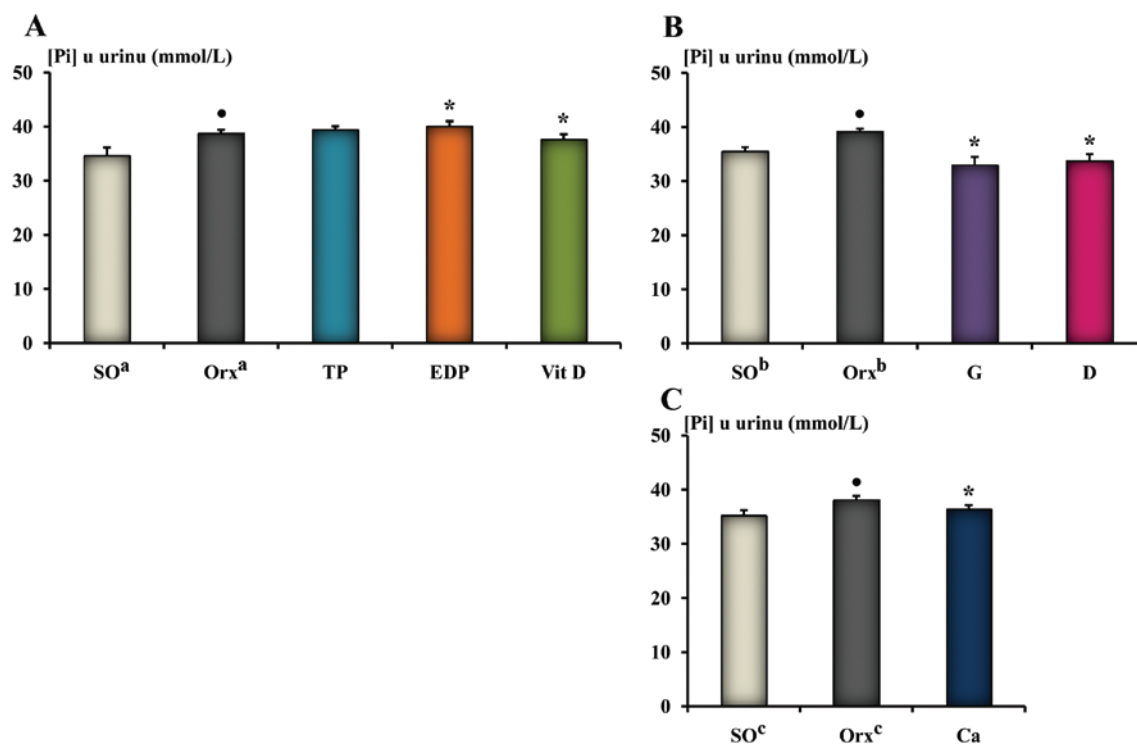 A
[Pi] u urinu (mmol/L)
50
40
30
20
10
0
•
*
*
SOᵃ Orxᵃ TP EDP Vit D
B
[Pi] u urinu (mmol/L)
50
40
30
20
10
0
•
*
*
SOᵇ Orxᵇ G D
C
[Pi] u urinu (mmol/L)
50
40
30
20
10
0
•
*
SOᶜ Orxᶜ Ca